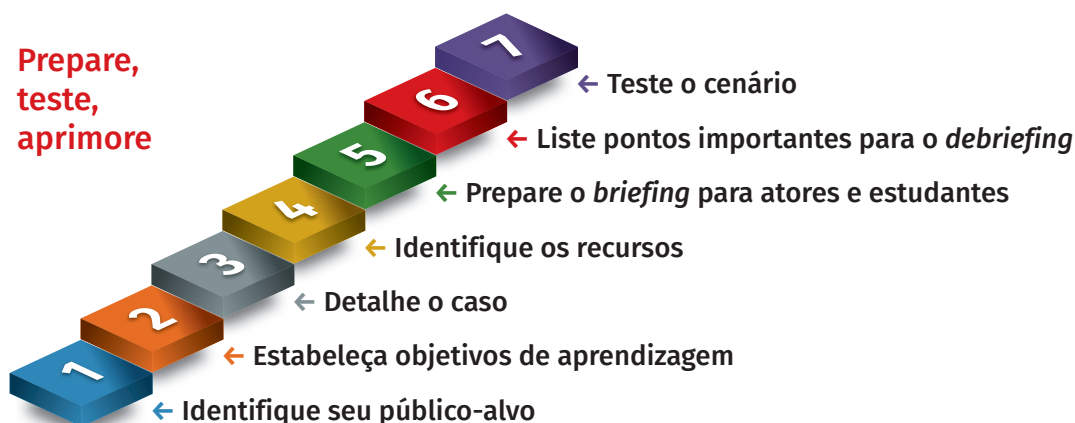 Prepare,
teste,
aprimore
7
← Teste o cenário
6
← Liste pontos importantes para o debriefing
5
← Prepare o briefing para atores e estudantes
4
← Identifique os recursos
3
← Detalhe o caso
2
← Estabeleça objetivos de aprendizagem
1
← Identifique seu público-alvo